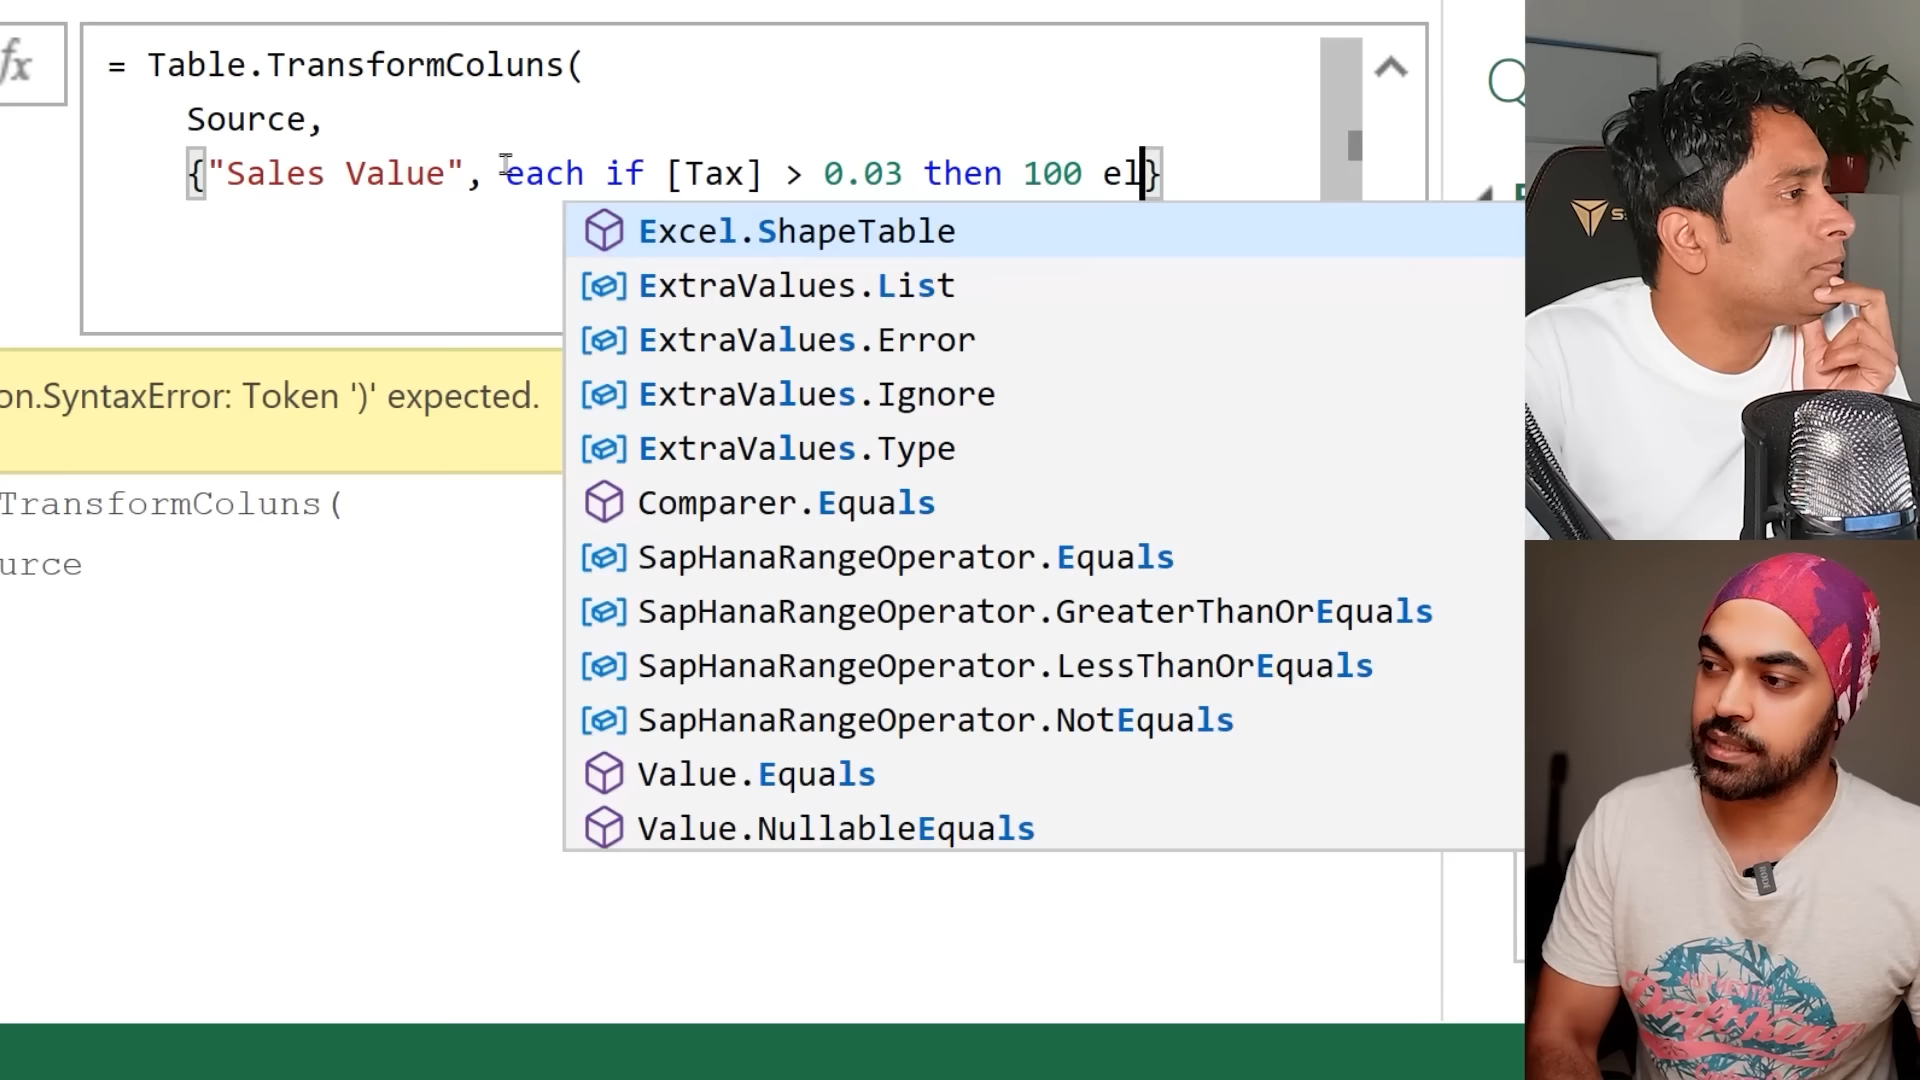 fx
= Table.TransformColuns(
Source,
{"Sales Value", each if [Tax] > 0.03 then 100 el}
Excel.ShapeTable
ExtraValues.List
ExtraValues.Error
ExtraValues.Ignore
ExtraValues.Type
Comparer.Equals
SapHanaRangeOperator.Equals
SapHanaRangeOperator.GreaterThanOrEquals
SapHanaRangeOperator.LessThanOrEquals
SapHanaRangeOperator.NotEquals
Value.Equals
Value.NullableEquals
on.SyntaxError: Token ')' expected.
TransformColuns(
urce
Q